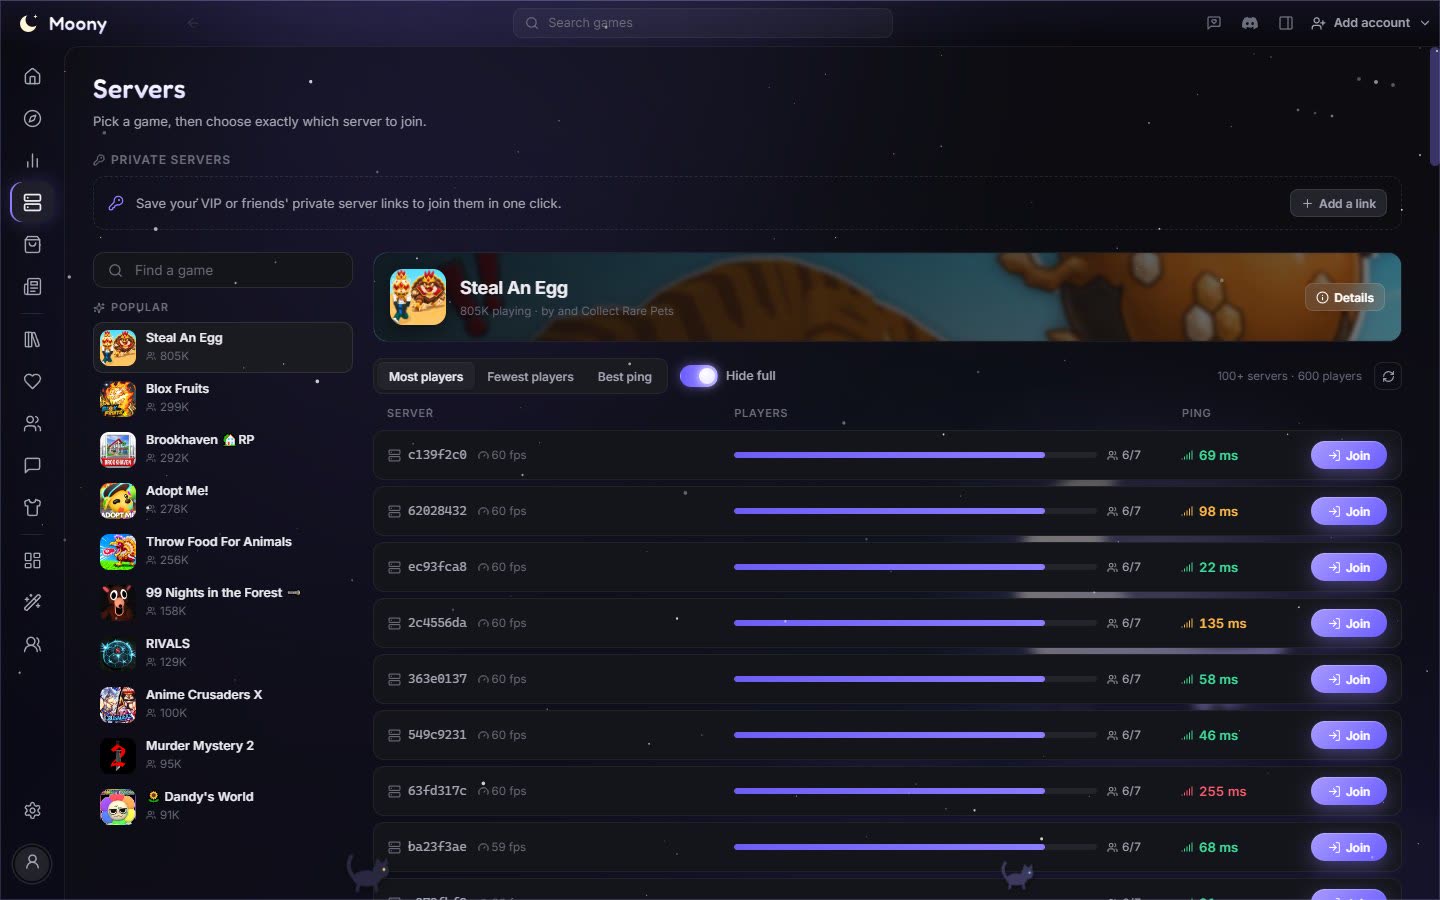 Moony
Search games
Add account
Servers
Pick a game, then choose exactly which server to join.
PRIVATE SERVERS
Save your VIP or friends' private server links to join them in one click.
Add a link
Find a game
POPULAR
Steal An Egg
805K
Blox Fruits
299K
Brookhaven 🏡 RP
292K
Adopt Me!
278K
Throw Food For Animals
256K
99 Nights in the Forest
158K
RIVALS
129K
Anime Crusaders X
100K
Murder Mystery 2
95K
🌻 Dandy's World
91K
Steal An Egg
805K playing · by and Collect Rare Pets
Details
Most players Fewest players Best ping Hide full
100+ servers · 600 players
SERVER PLAYERS PING
c139f2c0 60 fps 6/7 69 ms Join
62028432 60 fps 6/7 98 ms Join
ec93fca8 60 fps 6/7 22 ms Join
2c4556da 60 fps 6/7 135 ms Join
363e0137 60 fps 6/7 58 ms Join
549c9231 60 fps 6/7 46 ms Join
63fd317c 60 fps 6/7 255 ms Join
ba23f3ae 59 fps 6/7 68 ms Join